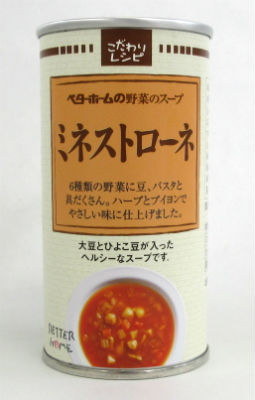 こだわり
レシピ
ベターホームの野菜のスープ
ミネストローネ
6種類の野菜に豆、パスタと
具だくさん。ハーブとブイヨンで
やさしい味に仕上げました。
大豆とひよこ豆が入った
ヘルシーなスープです。
BETTER
HOME